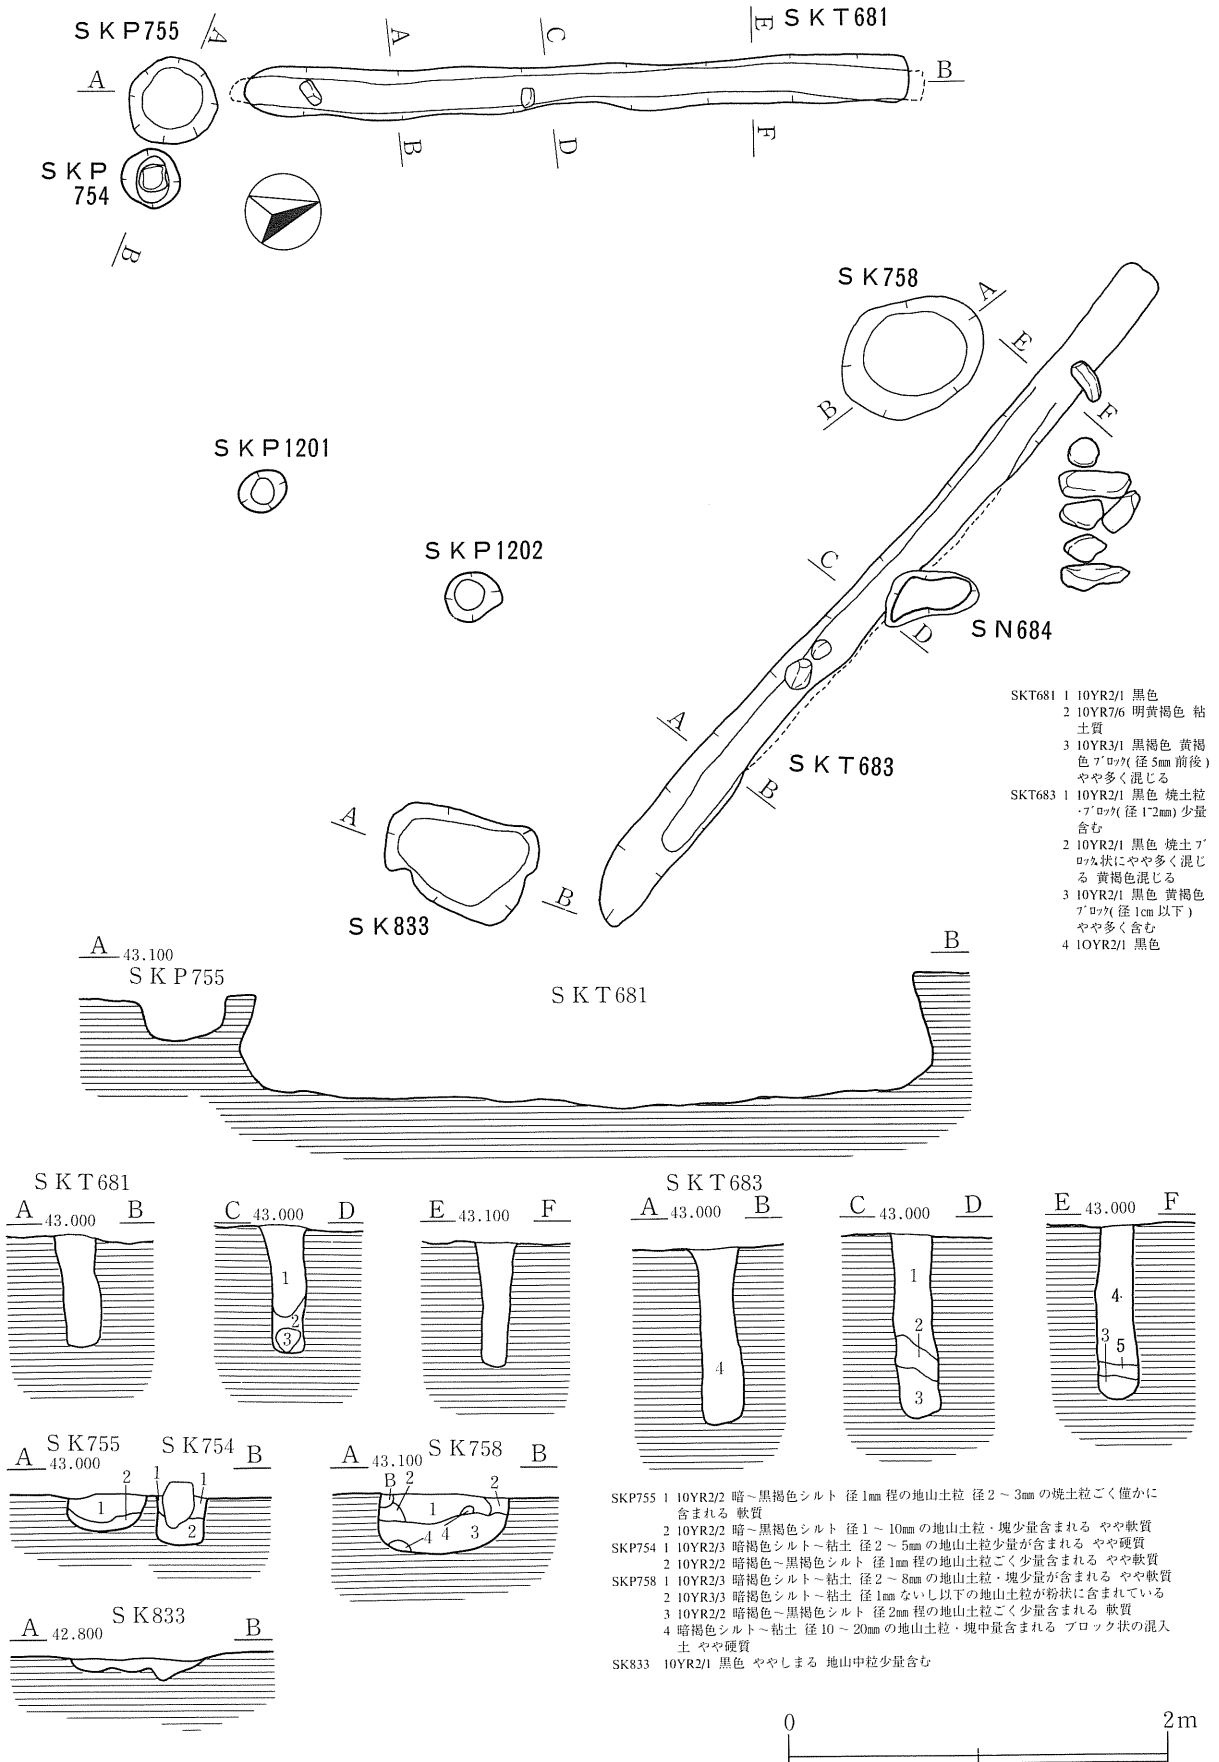 SKP755
A
A
C
E
SKT681
A
B
B
D
F
SKP
754
B
SK758
A
E
B
F
SKP1201
SKP1202
C
D
SN684
A
SKT683
B
A
B
SK833
SKT681 1 10YR2/1 黒色
2 10YR7/6 明黄褐色 粘
土質
3 10YR3/1 黒褐色 黄褐
色ブロック(径5㎜前後)
やや多く混じる
SKT683 1 10YR2/1 黒色 焼土粒
・ブロック(径1~2㎜)少量
含む
2 10YR2/1 黒色 焼土ブ
ロック状にやや多く混じ
る 黄褐色混じる
3 10YR2/1 黒色 黄褐色
ブロック(径1㎝以下)
やや多く含む
4 10YR2/1 黒色
A 43.100
B
SKP755
SKT681
SKT681
A 43.000 B
C 43.000 D
E 43.100 F
1
2
3
SKT683
A 43.000 B
C 43.000 D
E 43.000 F
4
1
2
3
4
3
5
SK755 SK754
A 43.000 B
1 2 1 1 2
SK758
A 43.100 B
B 2 1 2 4 4 3
SK833
A 42.800 B
SKP755 1 10YR2/2 暗～黒褐色シルト 径1㎜程の地山土粒 径2～3㎜の焼土粒ごく僅かに
含まれる 軟質
2 10YR2/2 暗～黒褐色シルト 径1～10㎜の地山土粒・塊少量含まれる やや軟質
SKP754 1 10YR2/3 暗褐色シルト～粘土 径2～5㎜の地山土粒少量が含まれる やや硬質
2 10YR2/2 暗褐色～黒褐色シルト 径1㎜程の地山土粒ごく少量含まれる やや軟質
SKP758 1 10YR2/3 暗褐色シルト～粘土 径2～8㎜の地山土粒・塊少量が含まれる やや軟質
2 10YR3/3 暗褐色シルト～粘土 径1㎜ないし以下の地山土粒が粉状に含まれている
3 10YR2/2 暗褐色～黒褐色シルト 径2㎜程の地山土粒ごく少量含まれる 軟質
4 暗褐色シルト～粘土 径10～20㎜の地山土粒・塊中量含まれる ブロック状の混入
土 やや硬質
SK833 10YR2/1 黒色 ややしまる 地山中粒少量含む
0 2m